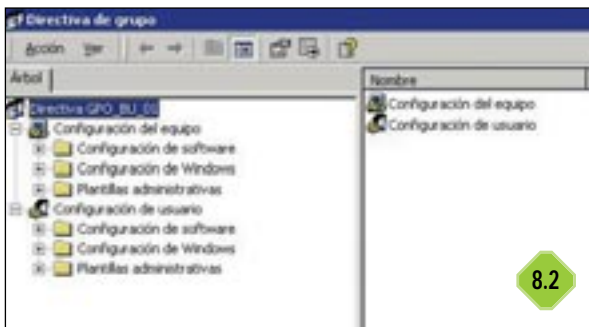 Directiva de grupo
Acción Ver
Árbol
Nombre
Directiva GPO_BU_01
Configuración del equipo
Configuración de software
Configuración de Windows
Plantillas administrativas
Configuración de usuario
Configuración de software
Configuración de Windows
Plantillas administrativas
Configuración del equipo
Configuración de usuario
8.2